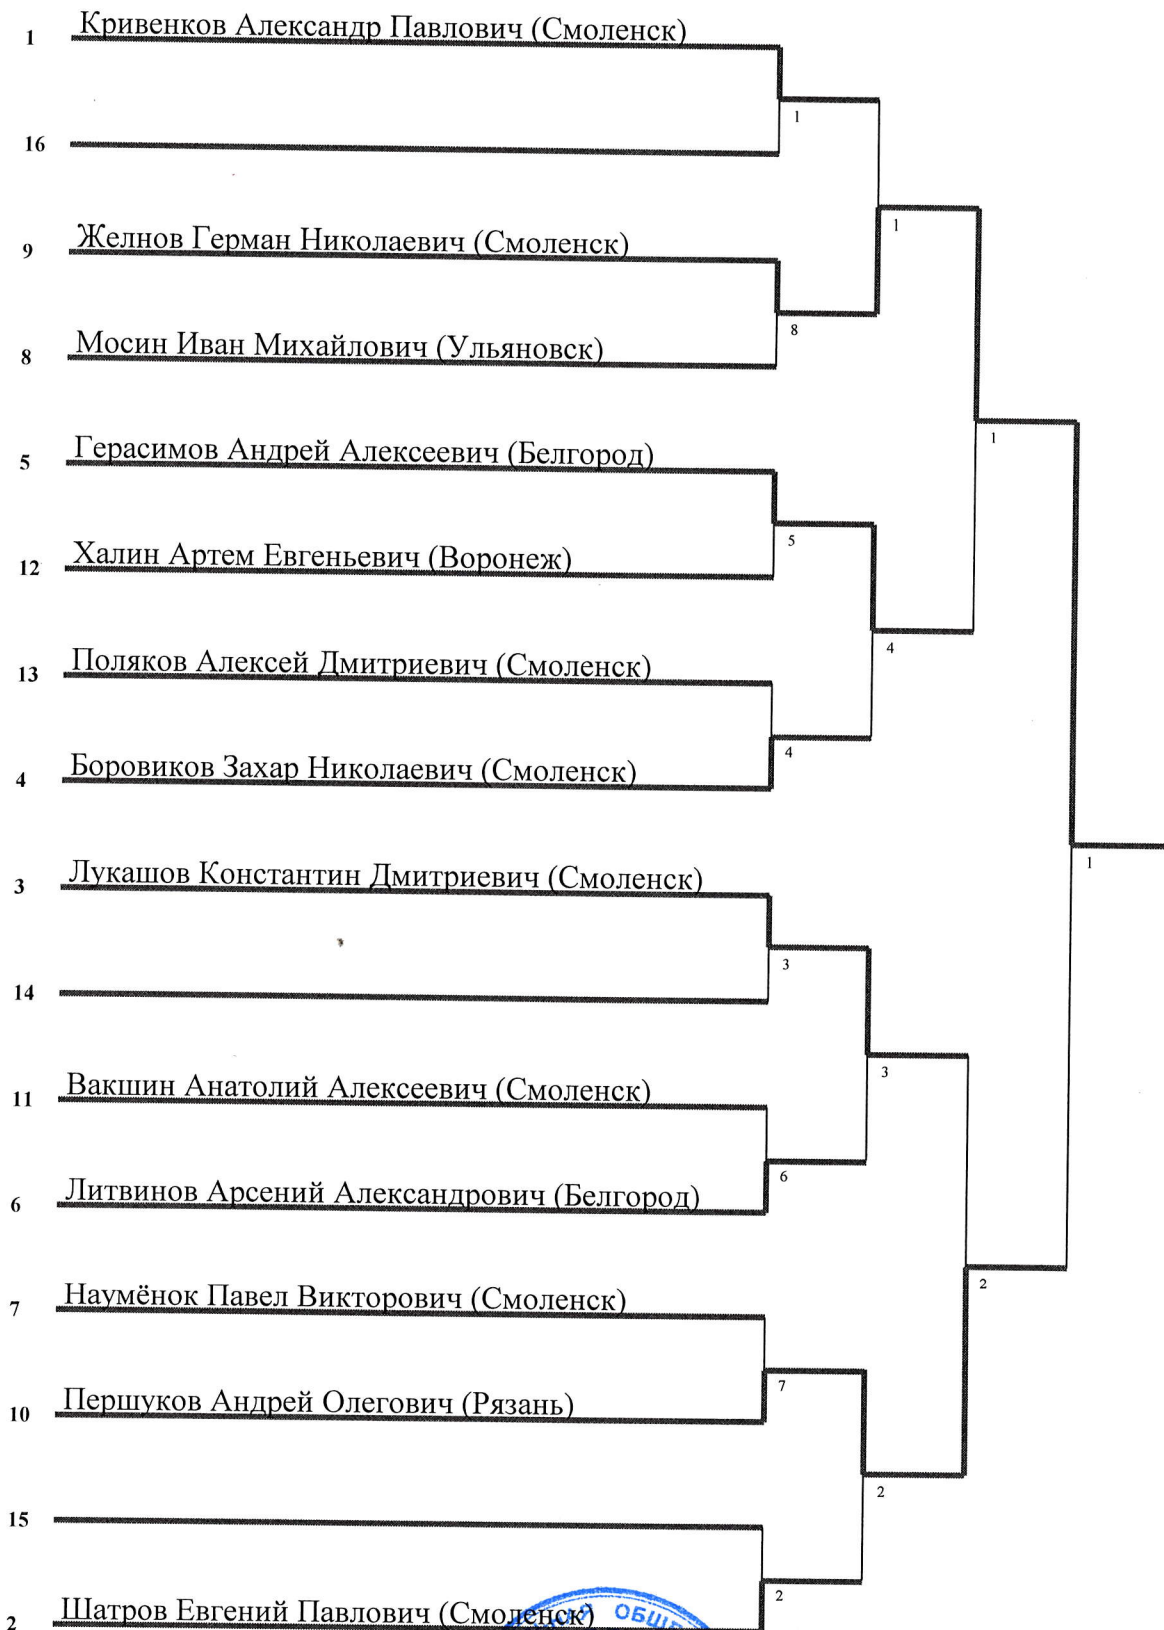 1 Кривенков Александр Павлович (Смоленск)
1
16
1
9 Желнов Герман Николаевич (Смоленск)
8
8 Мосин Иван Михайлович (Ульяновск)
1
5 Герасимов Андрей Алексеевич (Белгород)
5
12 Халин Артем Евгеньевич (Воронеж)
4
13 Поляков Алексей Дмитриевич (Смоленск)
4
4 Боровиков Захар Николаевич (Смоленск)
1
3 Лукашов Константин Дмитриевич (Смоленск)
3
14
3
11 Вакшин Анатолий Алексеевич (Смоленск)
6
6 Литвинов Арсений Александрович (Белгород)
2
7 Наумёнок Павел Викторович (Смоленск)
7
10 Першуков Андрей Олегович (Рязань)
2
15
2
2 Шатров Евгений Павлович (Смоленск)